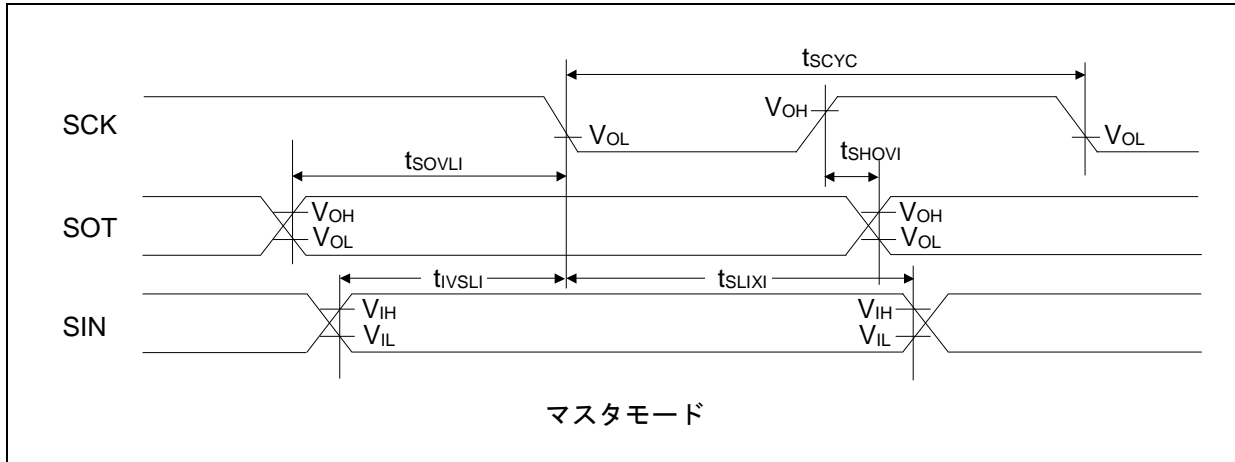 tSCYC
SCK
VOH
VOL
VOL
tSHOVI
tSOVLI
SOT
VOH
VOL
VOH
VOL
tIVSLI
tSLIXI
SIN
VIH
VIL
VIH
VIL
マスタモード